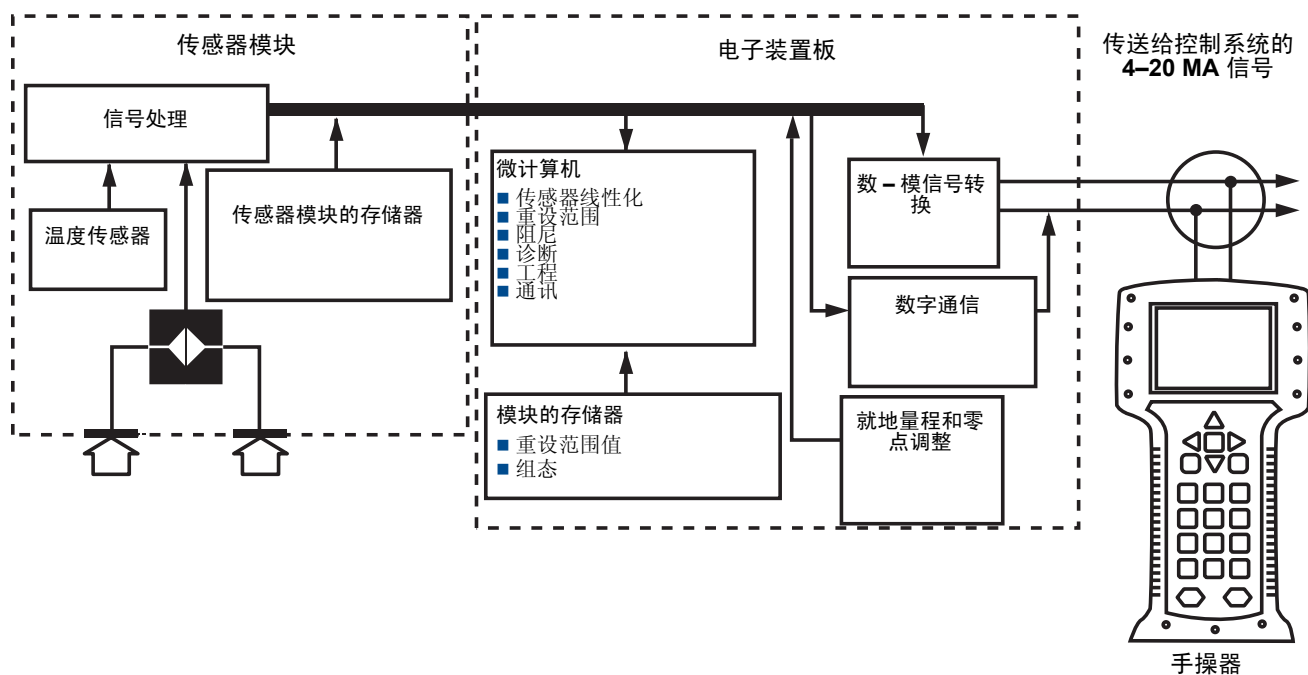 传感器模块
电子装置板
传送给控制系统的
4–20 MA 信号
信号处理
温度传感器
传感器模块的存储器
微计算机
传感器线性化
重设范围
阻尼
诊断
工程
通讯
模块的存储器
重设范围值
组态
数 – 模信号转
换
数字通信
就地量程和零
点调整
手操器